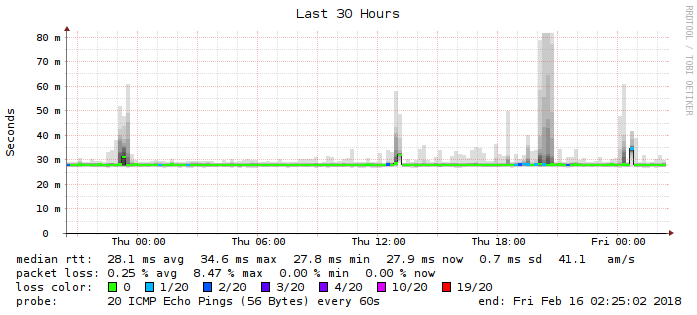 Last 30 Hours
RRDTOOL / TOBI OETIKER
Seconds
80 m
70 m
60 m
50 m
40 m
30 m
20 m
10 m
0
Thu 00:00 Thu 06:00 Thu 12:00 Thu 18:00 Fri 00:00
median rtt: 28.1 ms avg 34.6 ms max 27.8 ms min 27.9 ms now 0.7 ms sd 41.1 am/s
packet loss: 0.25 % avg 8.47 % max 0.00 % min 0.00 % now
loss color: 0 1/20 2/20 3/20 4/20 10/20 19/20
probe: 20 ICMP Echo Pings (56 Bytes) every 60s end: Fri Feb 16 02:25:02 2018